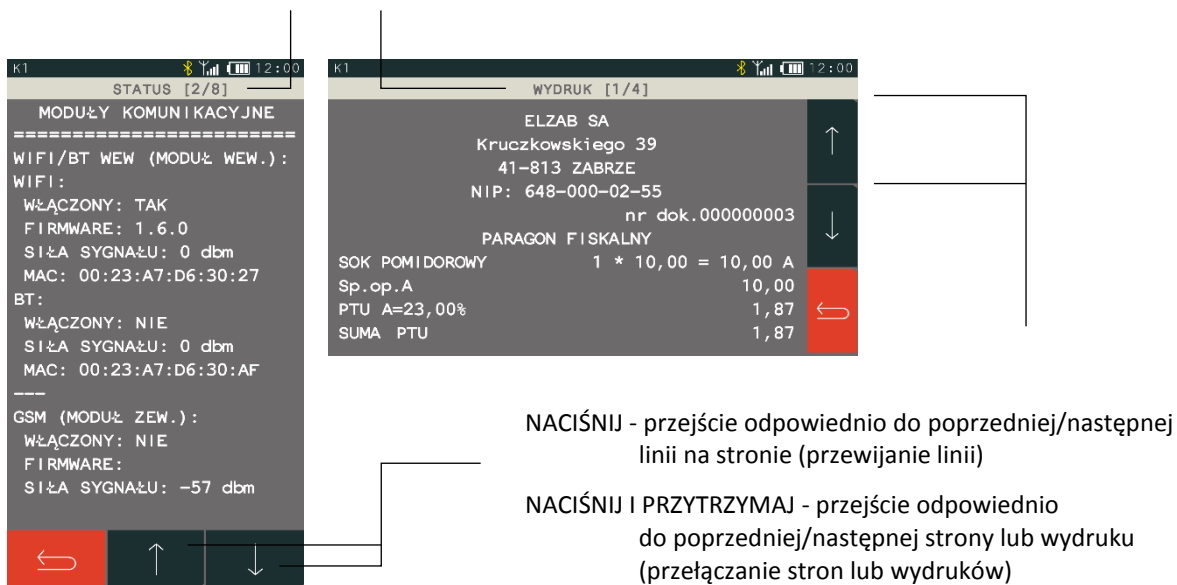 K1 12:00
STATUS [2/8]
MODUŁY KOMUNIKACYJNE
=========================
WIFI/BT WEW (MODUŁ WEW.):
WIFI:
WŁĄCZONY: TAK
FIRMWARE: 1.6.0
SIŁA SYGNAŁU: 0 dbm
MAC: 00:23:A7:D6:30:27
BT:
WŁĄCZONY: NIE
SIŁA SYGNAŁU: 0 dbm
MAC: 00:23:A7:D6:30:AF
---
GSM (MODUŁ ZEW.):
WŁĄCZONY: NIE
FIRMWARE:
SIŁA SYGNAŁU: -57 dbm
K1 12:00
WYDRUK [1/4]
ELZAB SA
Kruczkowskiego 39
41-813 ZABRZE
NIP: 648-000-02-55
nr dok.000000003
PARAGON FISKALNY
SOK POMIDOROWY 1 * 10,00 = 10,00 A
Sp.op.A 10,00
PTU A=23,00% 1,87
SUMA PTU 1,87
NACIŚNIJ - przejście odpowiednio do poprzedniej/następnej
linii na stronie (przewijanie linii)
NACIŚNIJ I PRZYTRZYMAJ - przejście odpowiednio
do poprzedniej/następnej strony lub wydruku
(przełączanie stron lub wydruków)